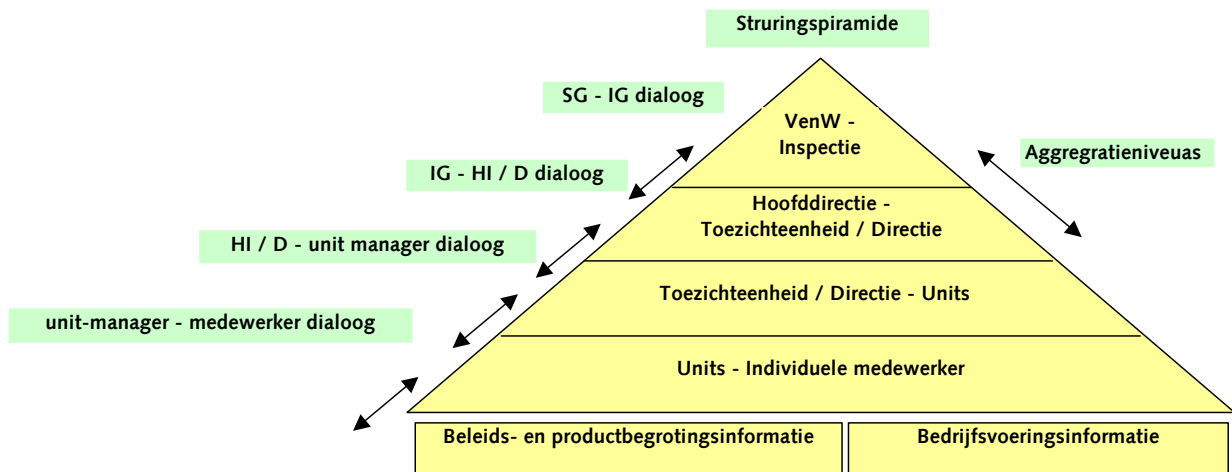 Struringspiramide
SG - IG dialoog
VenW -
Inspectie
Aggregratieniveuas
IG - HI / D dialoog
Hoofddirectie -
Toezichteenheid / Directie
HI / D - unit manager dialoog
Toezichteenheid / Directie - Units
unit-manager - medewerker dialoog
Units - Individuele medewerker
Beleids- en productbegrotingsinformatie
Bedrijfsvoeringsinformatie